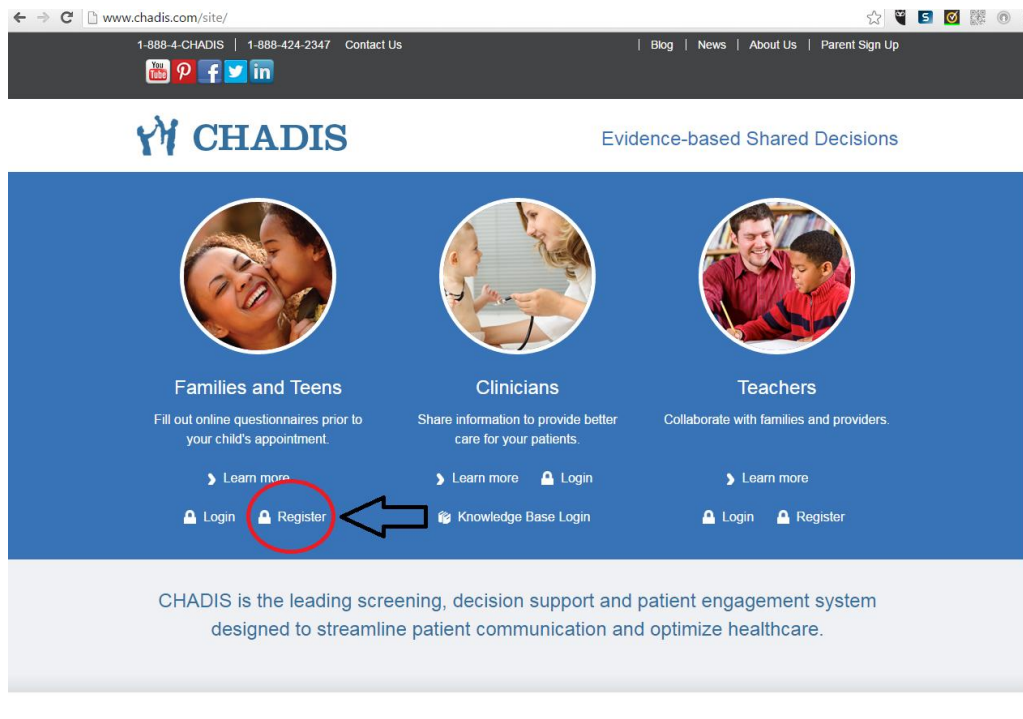 www.chadis.com/site/
1-888-4-CHADIS | 1-888-424-2347 Contact Us | Blog | News | About Us | Parent Sign Up
You Tube
CHADIS
Evidence-based Shared Decisions
Families and Teens
Fill out online questionnaires prior to
your child's appointment.
Learn more
Login Register
Clinicians
Share information to provide better
care for your patients.
Learn more Login
Knowledge Base Login
Teachers
Collaborate with families and providers.
Learn more
Login Register
CHADIS is the leading screening, decision support and patient engagement system
designed to streamline patient communication and optimize healthcare.